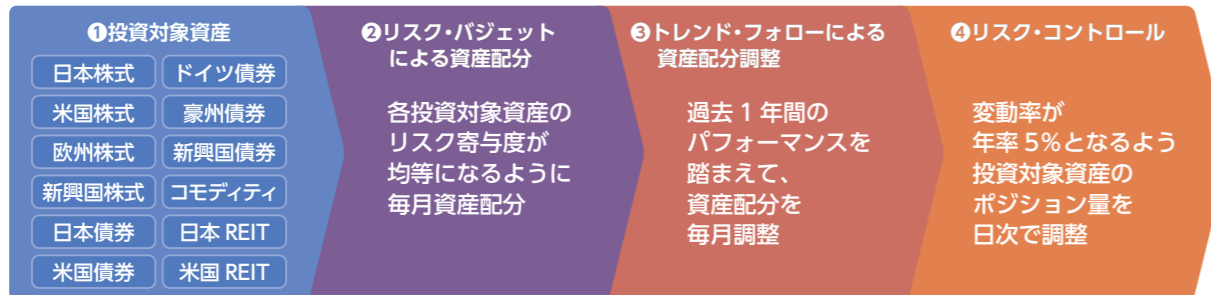 ❶投資対象資産
日本株式 ドイツ債券
米国株式 豪州債券
欧州株式 新興国債券
新興国株式 コモディティ
日本債券 日本 REIT
米国債券 米国 REIT
❷リスク・バジェット
による資産配分
各投資対象資産の
リスク寄与度が
均等になるように
毎月資産配分
❸トレンド・フォローによる
資産配分調整
過去1年間の
パフォーマンスを
踏まえて、
資産配分を
毎月調整
❹リスク・コントロール
変動率が
年率5%となるよう
投資対象資産の
ポジション量を
日次で調整